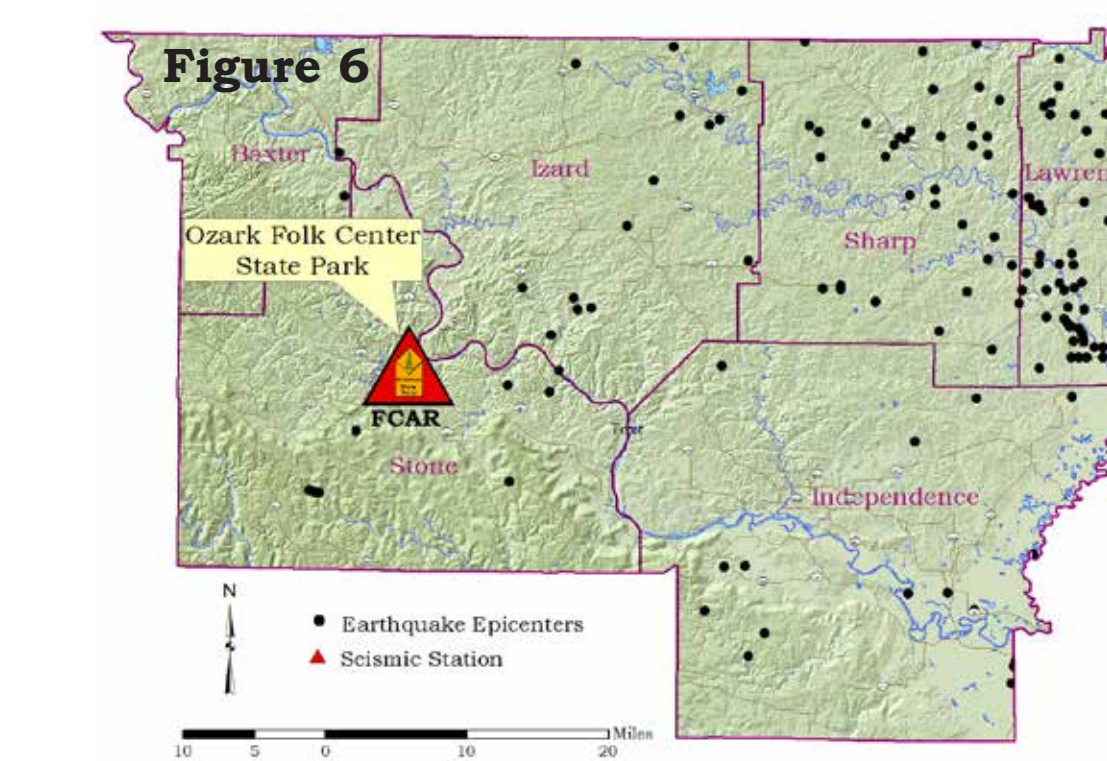 Figure 6
Baxter
Izard
Lawren
Ozark Folk Center
State Park
Sharp
FCAR
Stone
Independence
N
Earthquake Epicenters
Seismic Station
Miles
10 5 0 10 20